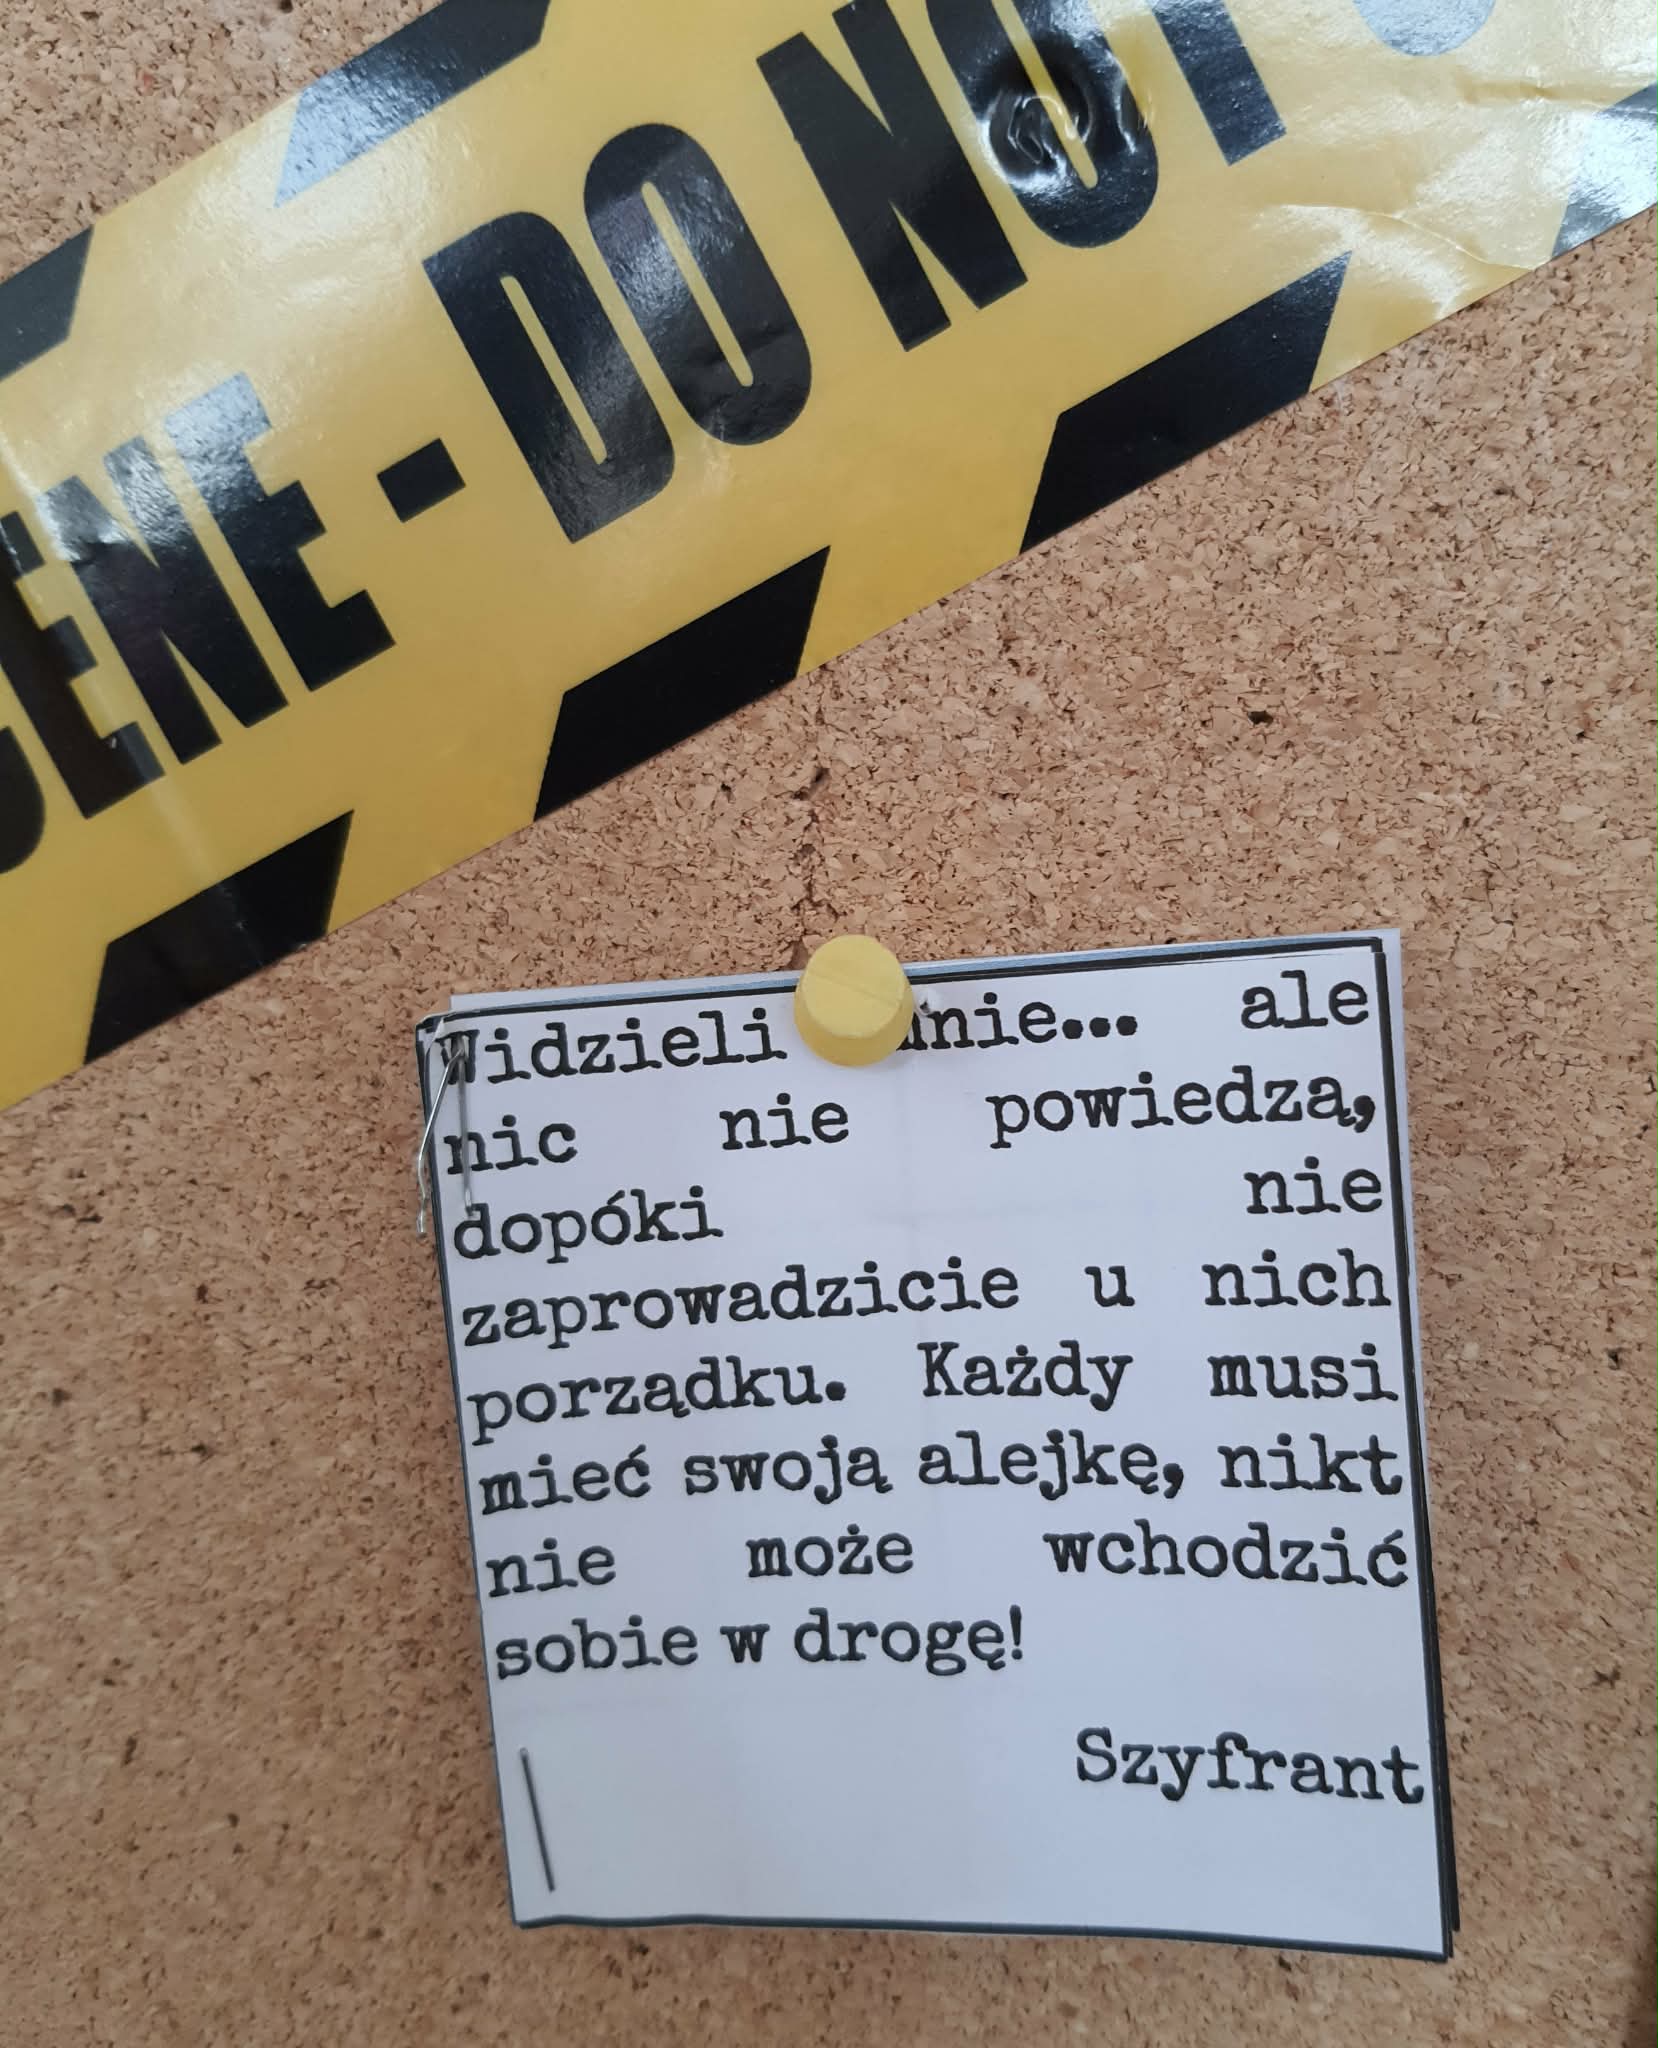 ENE - DO NOT
Widzieli ... ale
nic nie powiedzą,
dopóki nie
zaprowadzicie u nich
porządku. Każdy musi
mieć swoją alejkę, nikt
nie może wchodzić
sobie w drogę!
Szyfrant